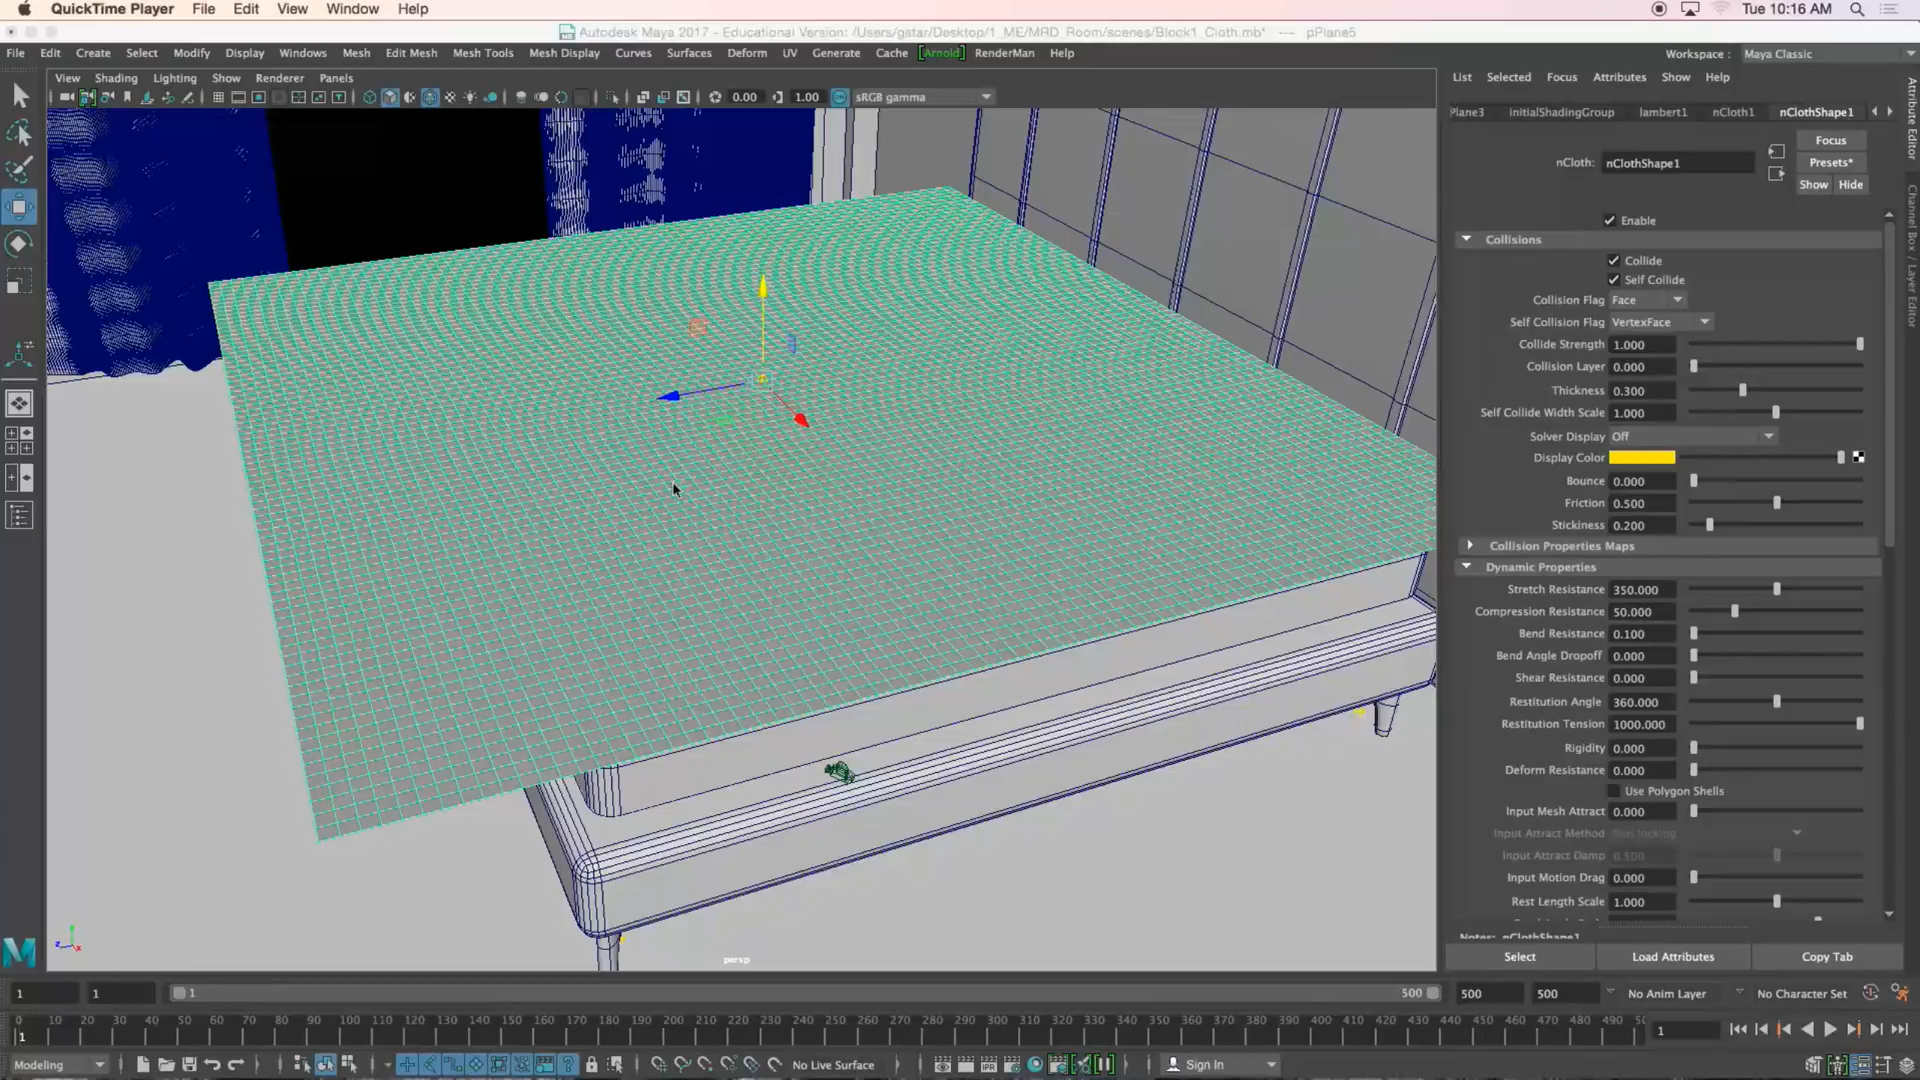 QuickTime Player File Edit View Window Help Tue 10:16 AM
Autodesk Maya 2017 - Educational Version: /Users/gatar/Desktop/1_ME/MRD_Room/scenes/Block1_Cloth.mb* --- pPlane5
File Edit Create Select Modify Display Windows Mesh Edit Mesh Mesh Tools Mesh Display Curves Surfaces Deform UV Generate Cache [Arnold] RenderMan Help Workspace : Maya Classic
View Shading Lighting Show Renderer Panels
0.00 1.00 sRGB gamma
List Selected Focus Attributes Show Help
Plane3 initialShadingGroup lambert1 nCloth1 nClothShape1
Focus
nCloth: nClothShape1 Presets*
Show Hide
Enable
Collisions
Collide
Self Collide
Collision Flag Face
Self Collision Flag VertexFace
Collide Strength 1.000
Collision Layer 0.000
Thickness 0.300
Self Collide Width Scale 1.000
Solver Display Off
Display Color
Bounce 0.000
Friction 0.500
Stickiness 0.200
Collision Properties Maps
Dynamic Properties
Stretch Resistance 350.000
Compression Resistance 50.000
Bend Resistance 0.100
Bend Angle Dropoff 0.000
Shear Resistance 0.000
Restitution Angle 360.000
Restitution Tension 1000.000
Rigidity 0.000
Deform Resistance 0.000
Use Polygon Shells
Input Mesh Attract 0.000
Input Attract Method
Input Attract Damp 0.500
Input Motion Drag 0.000
Rest Length Scale 1.000
Notes: nClothShape1
Select Load Attributes Copy Tab
Attribute Editor
Channel Box / Layer Editor
z x
persp
1 1 1 500 500 500 No Anim Layer No Character Set
0 10 20 30 40 50 60 70 80 90 100 110 120 130 140 150 160 170 180 190 200 210 220 230 240 250 260 270 280 290 300 310 320 330 340 350 360 370 380 390 400 410 420 430 440 450 460 470 480 490
1 1
Modeling No Live Surface Sign In